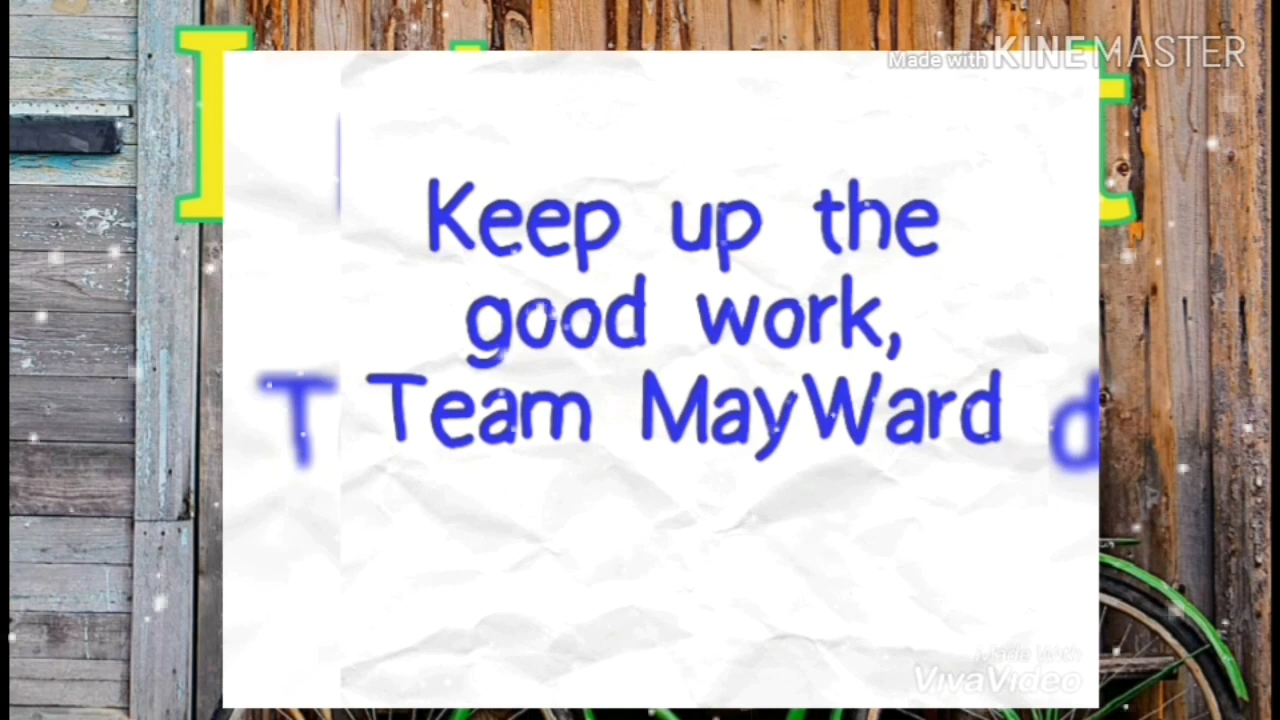 Made with KINEMASTER
Keep up the
good work,
Team MayWard
Made With
VivaVideo